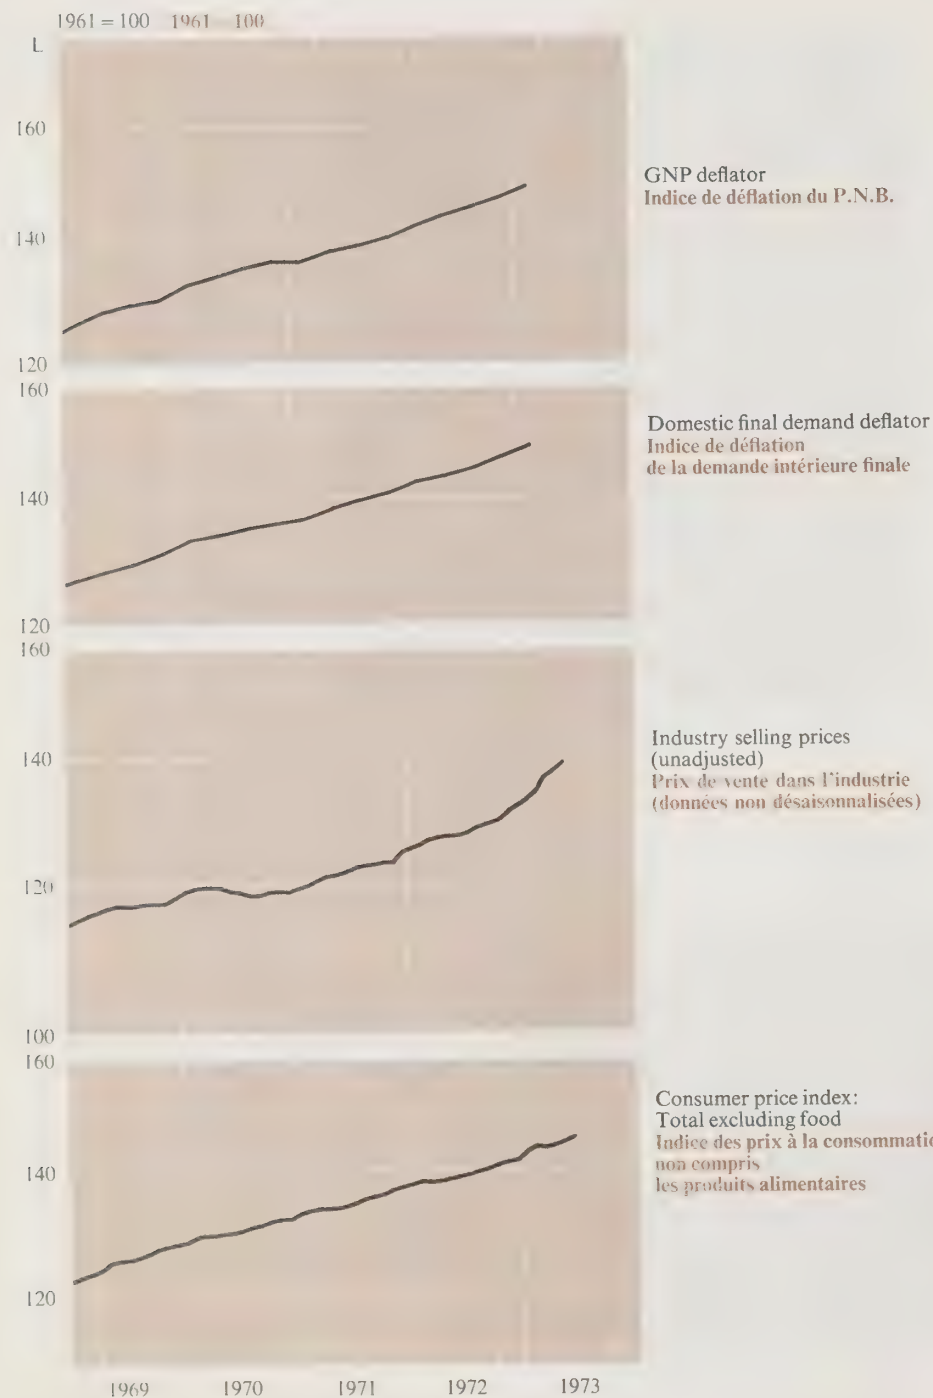 1961 = 100 1961 = 100
L
160
140
120
GNP deflator
Indice de déflation du P.N.B.
160
140
120
Domestic final demand deflator
Indice de déflation
de la demande intérieure finale
160
140
120
100
Industry selling prices
(unadjusted)
Prix de vente dans l'industrie
(données non désaisonnalisées)
160
140
120
Consumer price index:
Total excluding food
Indice des prix à la consommatio
non compris
les produits alimentaires
1969 1970 1971 1972 1973